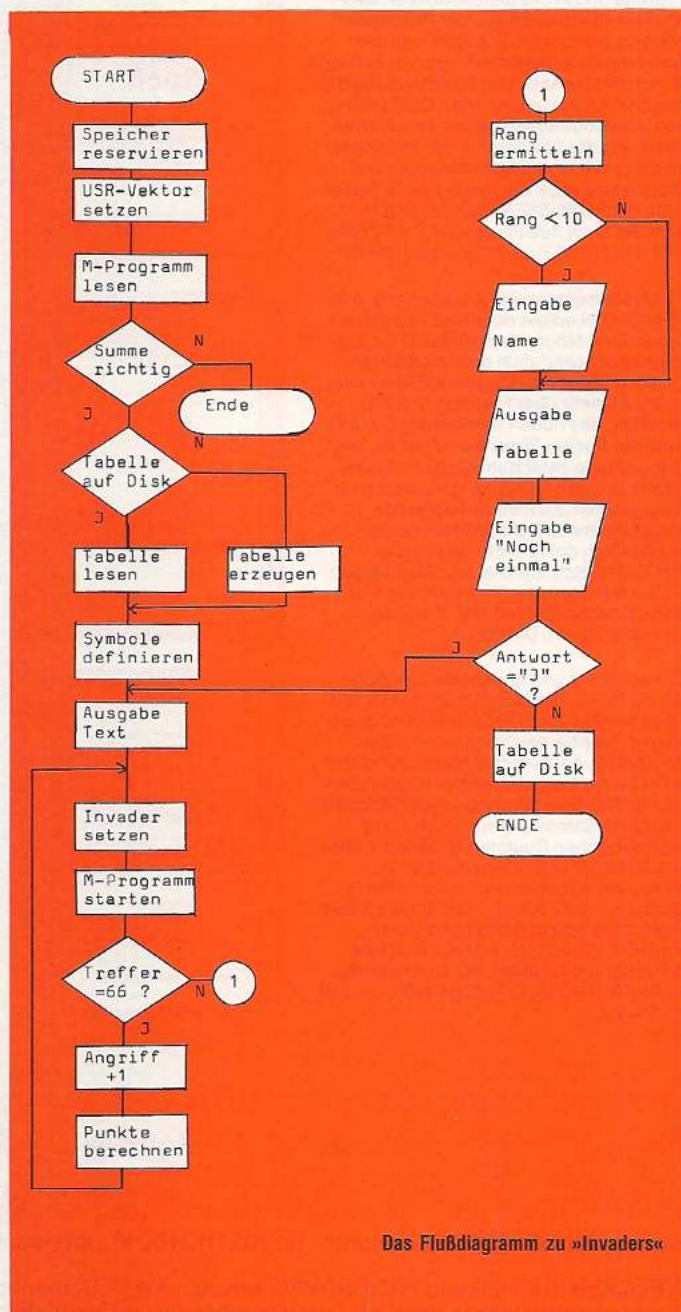 START
Speicher
reservieren
USR-Vektor
setzen
M-Programm
lesen
Summe
richtig
N
J
Ende
Tabelle
auf Disk
N
J
Tabelle
lesen
Tabelle
erzeugen
Symbole
definieren
Ausgabe
Text
Invader
setzen
M-Programm
starten
Treffer
=66 ?
N
1
J
Angriff
+1
Punkte
berechnen
1
Rang
ermitteln
Rang <10
N
J
Eingabe
Name
Ausgabe
Tabelle
Eingabe
"Noch
einmal"
J
Antwort
="J"
?
N
Tabelle
auf Disk
ENDE
Das Flußdiagramm zu »Invaders«